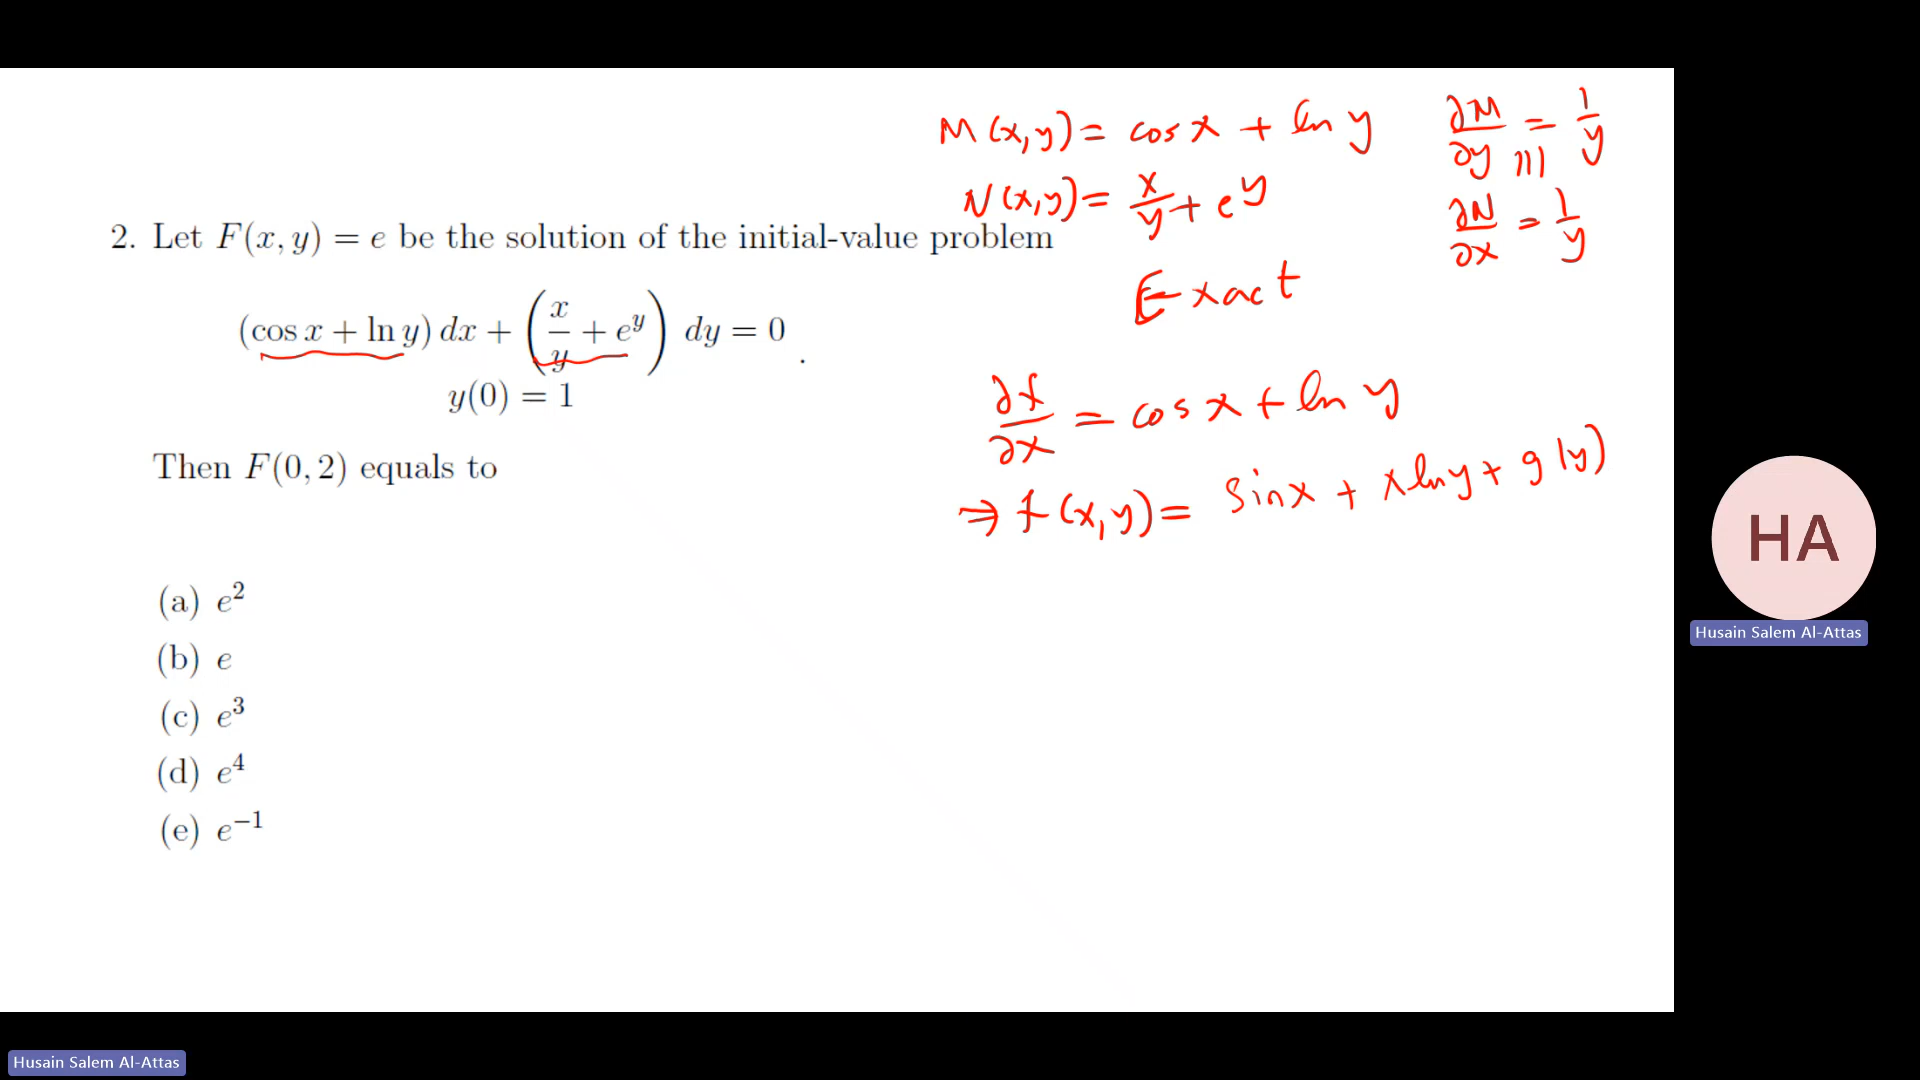 M(x,y) = cos x + ln y
∂M/∂y = 1/y
N(x,y) = x/y + e^y
|||
∂N/∂x = 1/y
2. Let F(x, y) = e be the solution of the initial-value problem
Exact
(cos x + ln y) dx + (x/y + e^y) dy = 0
.
y(0) = 1
∂f/∂x = cos x + ln y
Then F(0, 2) equals to
⇒ f(x,y) = sin x + x ln y + g(y)
(a) e^2
(b) e
(c) e^3
(d) e^4
(e) e^−1
HA
Husain Salem Al-Attas
Husain Salem Al-Attas